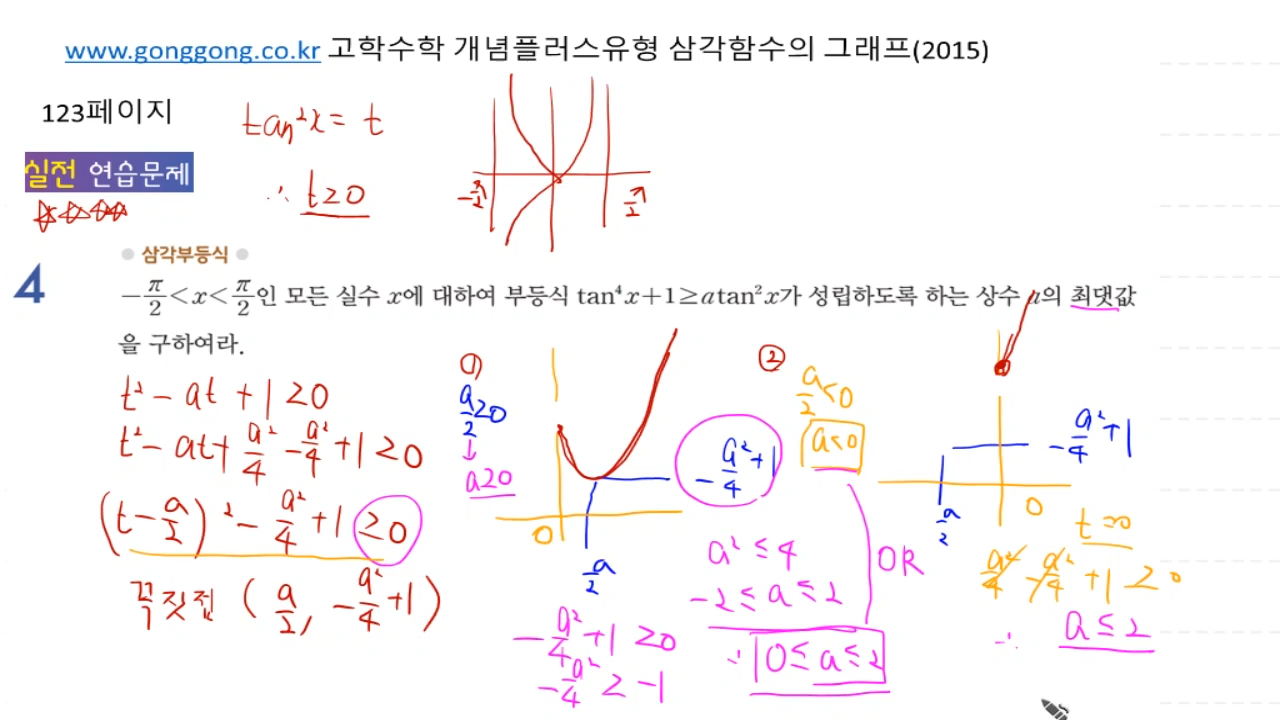 www.gonggong.co.kr 고학수학 개념플러스유형 삼각함수의 그래프(2015)
123페이지
tan²x = t
실전 연습문제
∴ t≥0
-π/2
π/2
삼각부등식
4
-π/2<x<π/2인 모든 실수 x에 대하여 부등식 tan⁴x+1≥atan²x가 성립하도록 하는 상수 a의 최댓값
을 구하여라.
t² - at + 1 ≥0
t² - at + a²/4 - a²/4 + 1 ≥0
(t - a/2)² - a²/4 + 1 ≥0
꼭짓점 (a/2, -a²/4 + 1)
①
a/2≥0
↓
a≥0
-a²/4 + 1
0
a/2
-a²/4 + 1 ≥0
-a²/4 ≥ -1
a² ≤ 4
-2 ≤ a ≤ 2
∴ 0≤ a ≤ 2
②
a/2<0
a<0
OR
-a²/4 + 1
a/2
0
t=0
a²/4 - a²/4 + 1 ≥ 0
∴ a ≤ 2